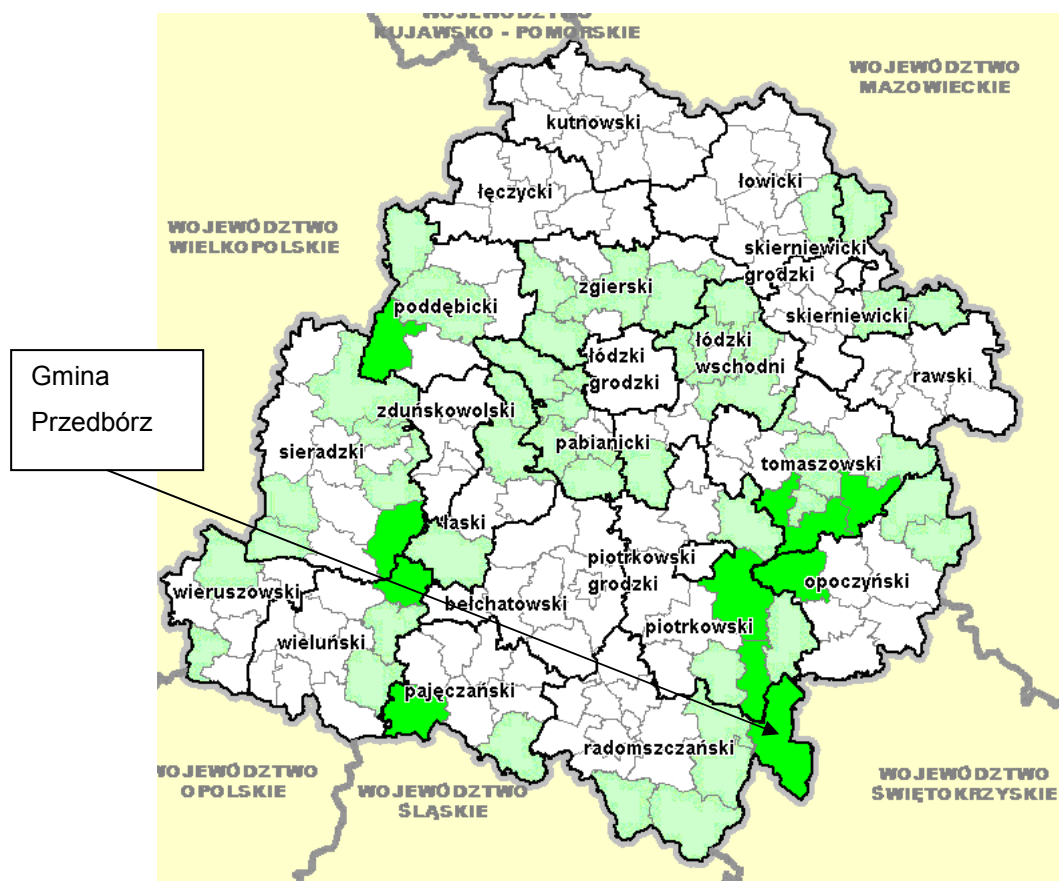 WOJEWÓDZTWO
KUJAWSKO - POMORSKIE
WOJEWÓDZTWO
MAZOWIECKIE
kutnowski
łęczycki
łowicki
WOJEWÓDZTWO
WIELKOPOLSKIE
skierniewicki
grodzki
zgierski
poddębicki
skierniewicki
łódzki
grodzki
łódzki
wschodni
rawski
Gmina
Przedbórz
zduńskowolski
pabianicki
sieradzki
tomaszowski
łaski
piotrkowski
grodzki
opoczyński
wieruszowski
bełchatowski
piotrkowski
wieluński
pajęczański
radomszczański
WOJEWÓDZTWO
OPOLSKIE
WOJEWÓDZTWO
ŚLĄSKIE
WOJEWÓDZTWO
ŚWIĘTOKRZYSKIE